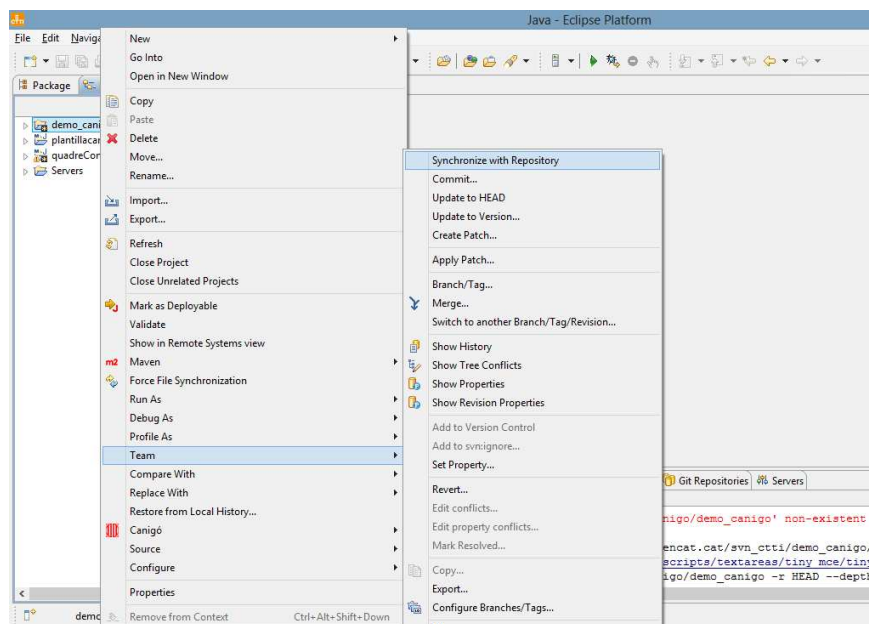 cfn
Java - Eclipse Platform
File Edit Naviga
Package
demo_cani
plantillacar
quadreCor
Servers
New
Go Into
Open in New Window
Copy
Paste
Delete
Move...
Rename...
Import...
Export...
Refresh
Close Project
Close Unrelated Projects
Mark as Deployable
Validate
Show in Remote Systems view
m2 Maven
Force File Synchronization
Run As
Debug As
Profile As
Team
Compare With
Replace With
Restore from Local History...
Canigó
Source
Configure
Properties
Remove from Context Ctrl+Alt+Shift+Down
Synchronize with Repository
Commit...
Update to HEAD
Update to Version...
Create Patch...
Apply Patch...
Branch/Tag...
Merge...
Switch to another Branch/Tag/Revision...
Show History
Show Tree Conflicts
Show Properties
Show Revision Properties
Add to Version Control
Add to svn:ignore...
Set Property...
Revert...
Edit conflicts...
Edit property conflicts...
Mark Resolved...
Copy...
Export...
Configure Branches/Tags...
Git Repositories Servers
nigo/demo_canigo' non-existent
encat.cat/svn_ctti/demo_canigo/
scripts/textareas/tiny_mce/tiny
igo/demo_canigo -r HEAD --depth
demo